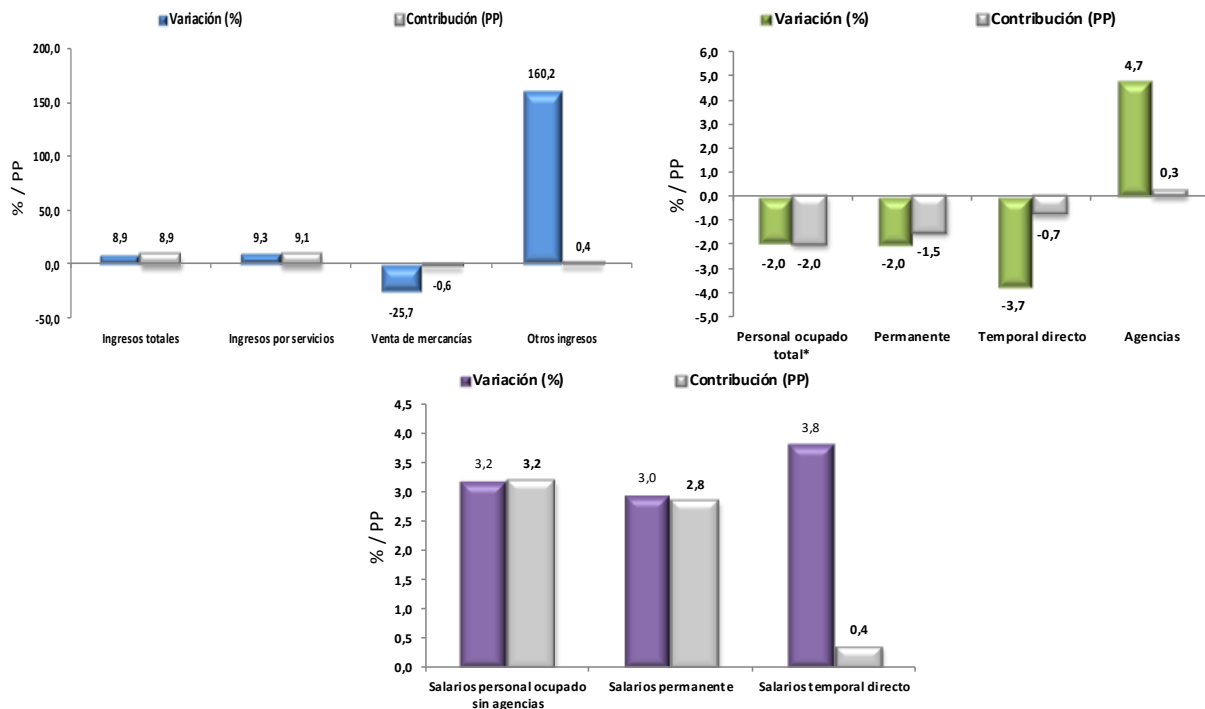 Variación (%) Contribución (PP)
200,0
150,0
100,0
50,0
0,0
-50,0
% / PP
8,9 8,9 9,3 9,1 -25,7 -0,6 160,2 0,4
Ingresos totales Ingresos por servicios Venta de mercancías Otros ingresos
Variación (%) Contribución (PP)
6,0
5,0
4,0
3,0
2,0
1,0
0,0
-1,0
-2,0
-3,0
-4,0
-5,0
% / PP
-2,0 -2,0 -2,0 -1,5 -3,7 -0,7 4,7 0,3
Personal ocupado Permanente Temporal directo Agencias
total*
Variación (%) Contribución (PP)
4,5
4,0
3,5
3,0
2,5
2,0
1,5
1,0
0,5
0,0
% / PP
3,2 3,2 3,0 2,8 3,8 0,4
Salarios personal ocupado Salarios permanente Salarios temporal directo
sin agencias